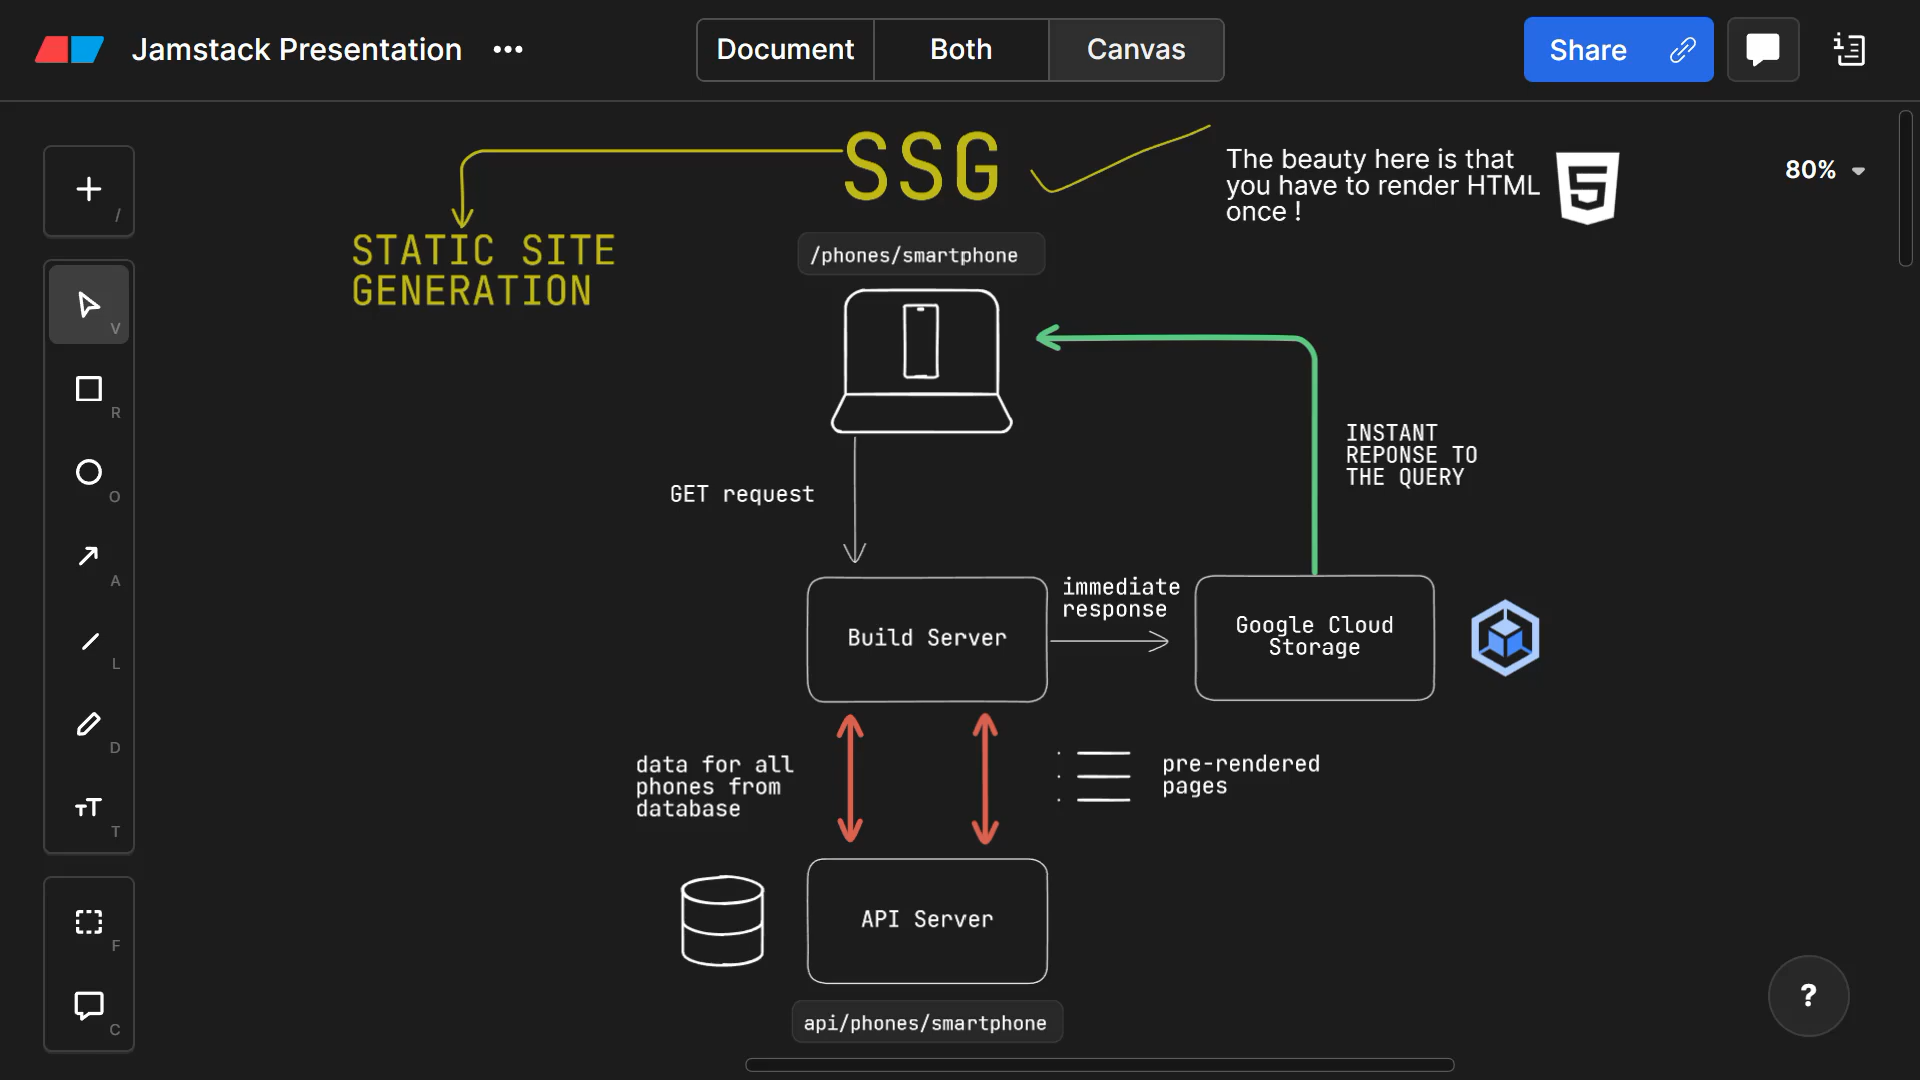 Jamstack Presentation
Document
Both
Canvas
Share
80%
/
V
R
O
A
L
D
T
F
C
SSG
STATIC SITE
GENERATION
The beauty here is that
you have to render HTML
once !
5
/phones/smartphone
GET request
INSTANT
REPONSE TO
THE QUERY
Build Server
immediate
response
Google Cloud
Storage
data for all
phones from
database
pre-rendered
pages
API Server
api/phones/smartphone
?